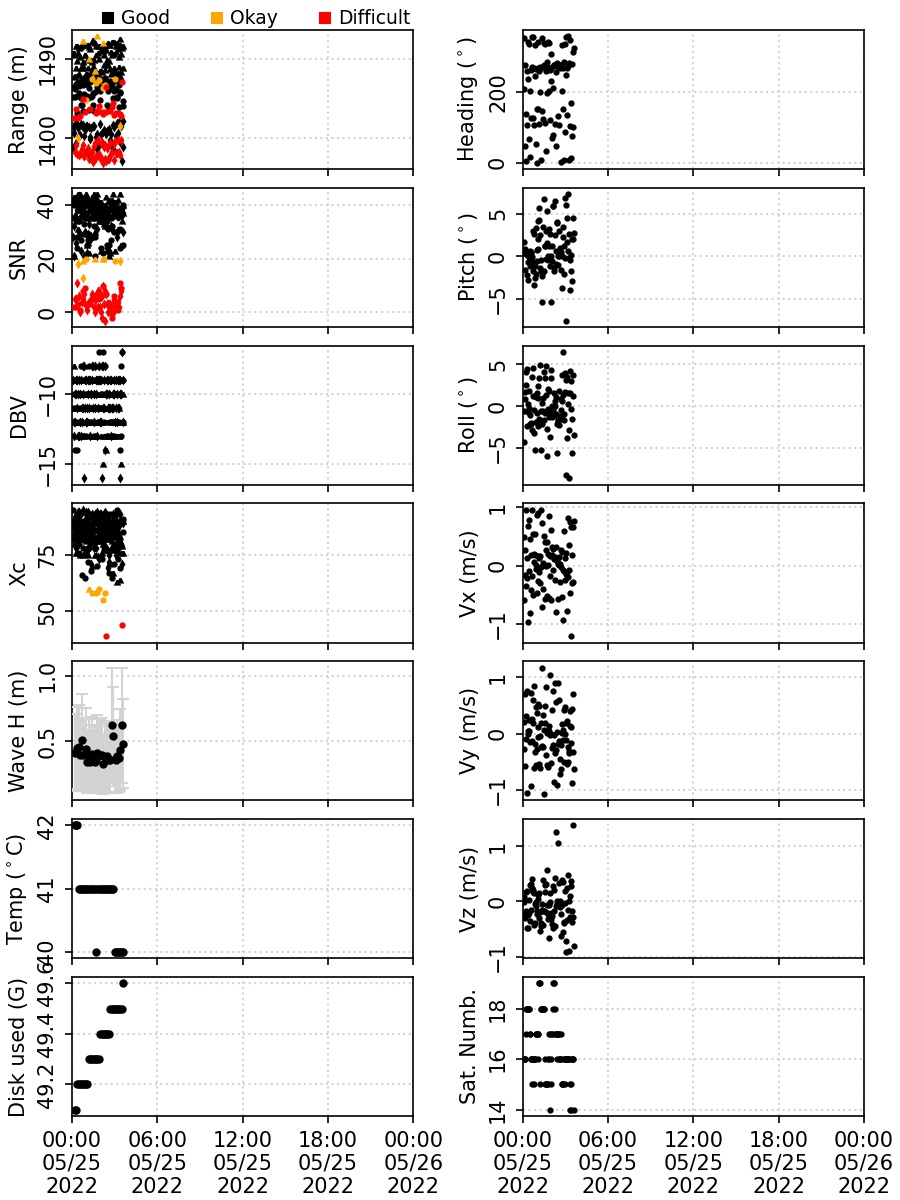 Good Okay Difficult
Range (m) 1490 1400
Heading (°) 200 0
SNR 40 20 0
Pitch (°) 5 0 −5
DBV −10 −15
Roll (°) 5 0 −5
Xc 75 50
Vx (m/s) 1 0 −1
Wave H (m) 1.0 0.5
Vy (m/s) 1 0 −1
Temp (°C) 42 41 40
Vz (m/s) 1 0 −1
Disk used (G) 49.6 49.4 49.2
Sat. Numb. 18 16 14
00:00 06:00 12:00 18:00 00:00 00:00 06:00 12:00 18:00 00:00
05/25 05/25 05/25 05/25 05/26 05/25 05/25 05/25 05/25 05/26
2022 2022 2022 2022 2022 2022 2022 2022 2022 2022